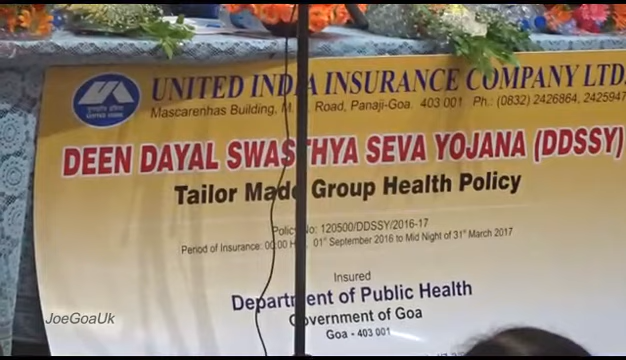 UNITED INDIA INSURANCE COMPANY LTD
Mascarenhas Building, M. Road, Panaji-Goa. 403 001 Ph.: (0832) 2426864, 2425947
DEEN DAYAL SWASTHYA SEVA YOJANA (DDSSY)
Tailor Made Group Health Policy
Policy No: 120500/DDSSY/2016-17
Period of Insurance: 00:00 H 01st September 2016 to Mid Night of 31st March 2017
Insured
Department of Public Health
Government of Goa
Goa - 403 001
JoeGoaUk